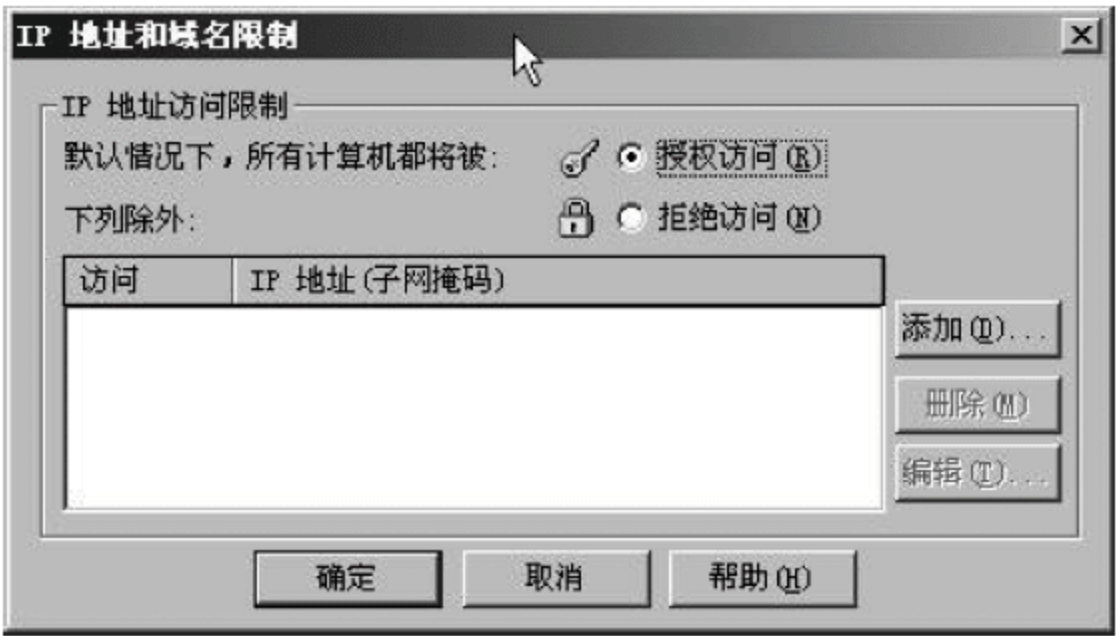 IP 地址和域名限制
IP 地址访问限制
默认情况下，所有计算机都将被:
授权访问(R)
下列除外:
拒绝访问(N)
访问
IP 地址(子网掩码)
添加(D)...
删除(M)
编辑(T)...
确定
取消
帮助(H)